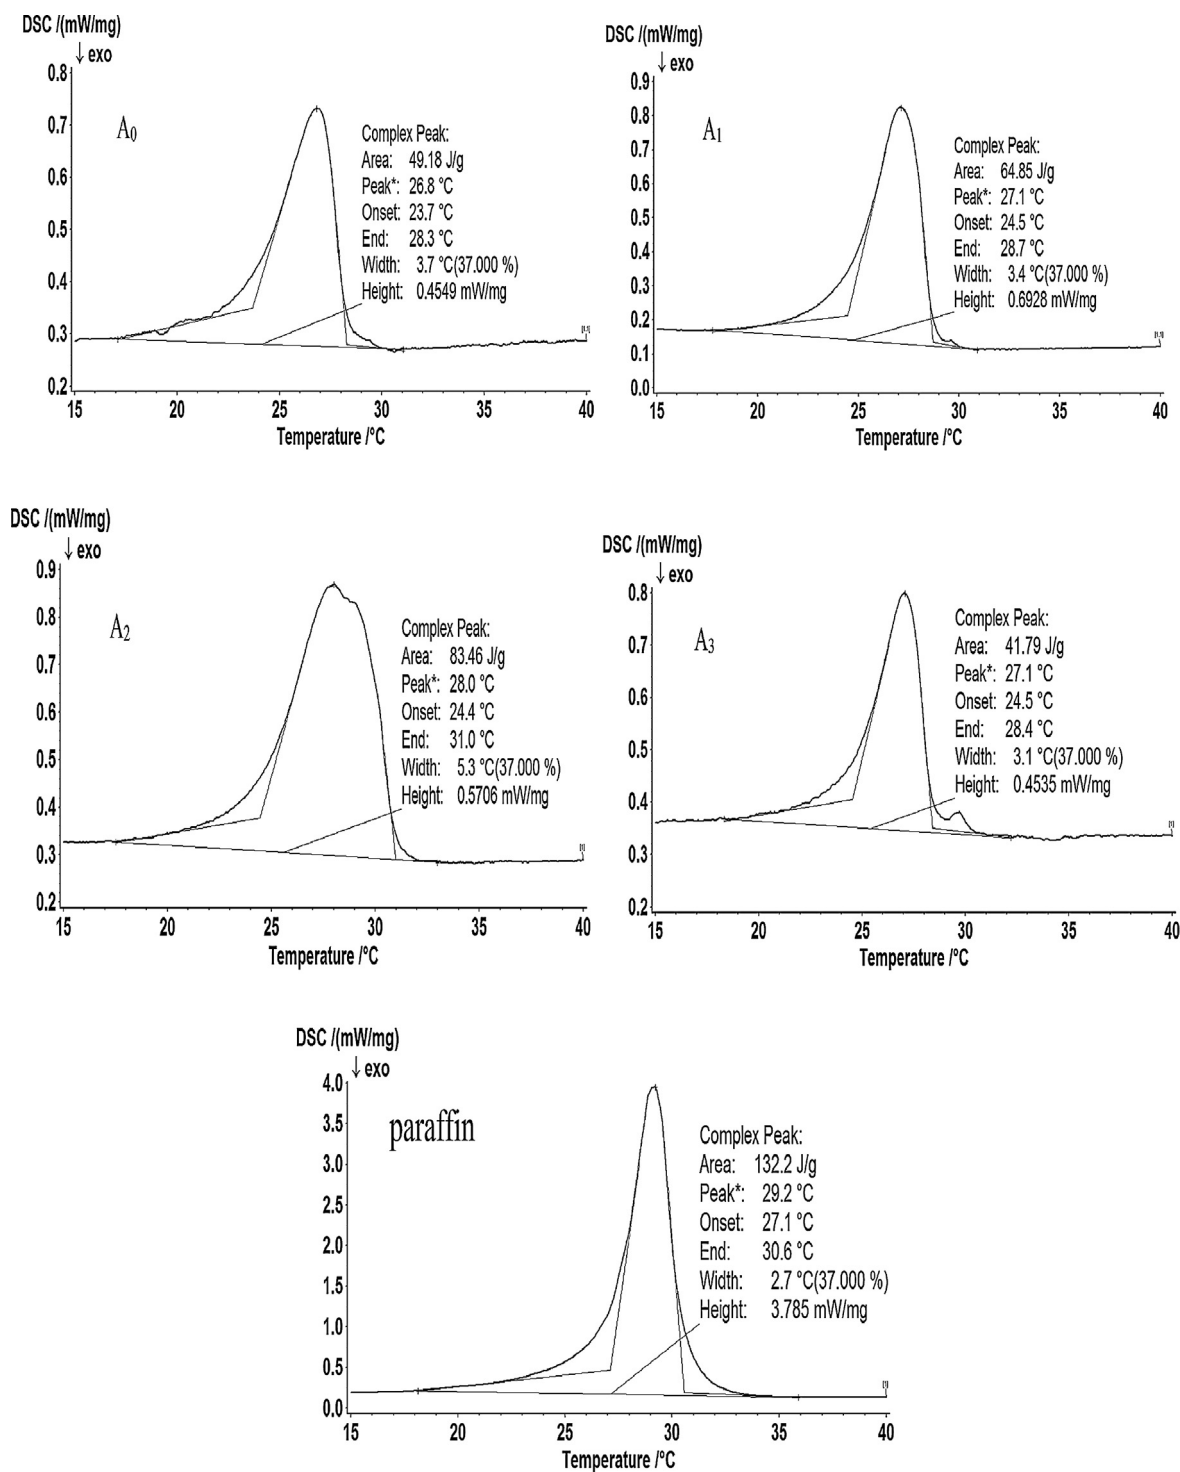 DSC /(mW/mg)
↓ exo
A0
0.8
0.7
0.6
0.5
0.4
0.3
0.2
Complex Peak:
Area: 49.18 J/g
Peak*: 26.8 °C
Onset: 23.7 °C
End: 28.3 °C
Width: 3.7 °C(37.000 %)
Height: 0.4549 mW/mg
15 20 25 30 35 40
Temperature /°C
DSC /(mW/mg)
↓ exo
A1
0.9
0.8
0.7
0.6
0.5
0.4
0.3
0.2
0.1
0.0
Complex Peak:
Area: 64.85 J/g
Peak*: 27.1 °C
Onset: 24.5 °C
End: 28.7 °C
Width: 3.4 °C(37.000 %)
Height: 0.6928 mW/mg
15 20 25 30 35 40
Temperature /°C
DSC /(mW/mg)
↓ exo
A2
0.9
0.8
0.7
0.6
0.5
0.4
0.3
0.2
Complex Peak:
Area: 83.46 J/g
Peak*: 28.0 °C
Onset: 24.4 °C
End: 31.0 °C
Width: 5.3 °C(37.000 %)
Height: 0.5706 mW/mg
[1]
15 20 25 30 35 40
Temperature /°C
DSC /(mW/mg)
↓ exo
A3
0.8
0.7
0.6
0.5
0.4
0.3
0.2
Complex Peak:
Area: 41.79 J/g
Peak*: 27.1 °C
Onset: 24.5 °C
End: 28.4 °C
Width: 3.1 °C(37.000 %)
Height: 0.4535 mW/mg
[1]
15 20 25 30 35 40
Temperature /°C
DSC /(mW/mg)
↓ exo
paraffin
4.0
3.5
3.0
2.5
2.0
1.5
1.0
0.5
0.0
Complex Peak:
Area: 132.2 J/g
Peak*: 29.2 °C
Onset: 27.1 °C
End: 30.6 °C
Width: 2.7 °C(37.000 %)
Height: 3.785 mW/mg
[1]
15 20 25 30 35 40
Temperature /°C